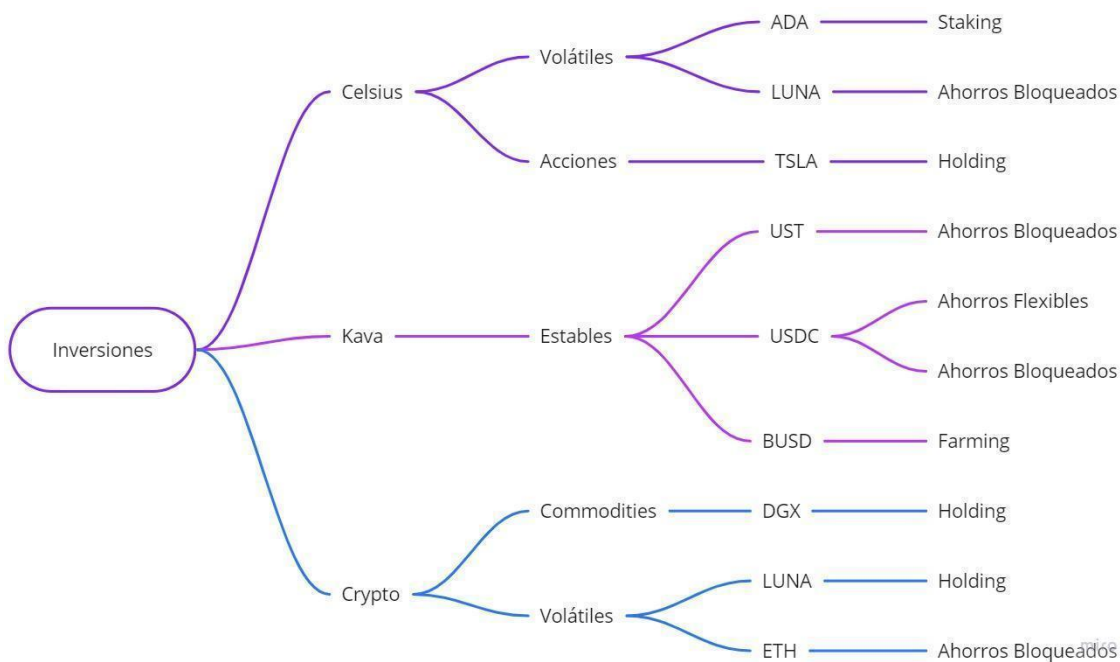 ADA
Staking
Volátiles
Celsius
LUNA
Ahorros Bloqueados
Acciones
TSLA
Holding
UST
Ahorros Bloqueados
Ahorros Flexibles
Inversiones
Kava
Estables
USDC
Ahorros Bloqueados
BUSD
Farming
Commodities
DGX
Holding
Crypto
LUNA
Holding
Volátiles
ETH
Ahorros Bloqueados
miro